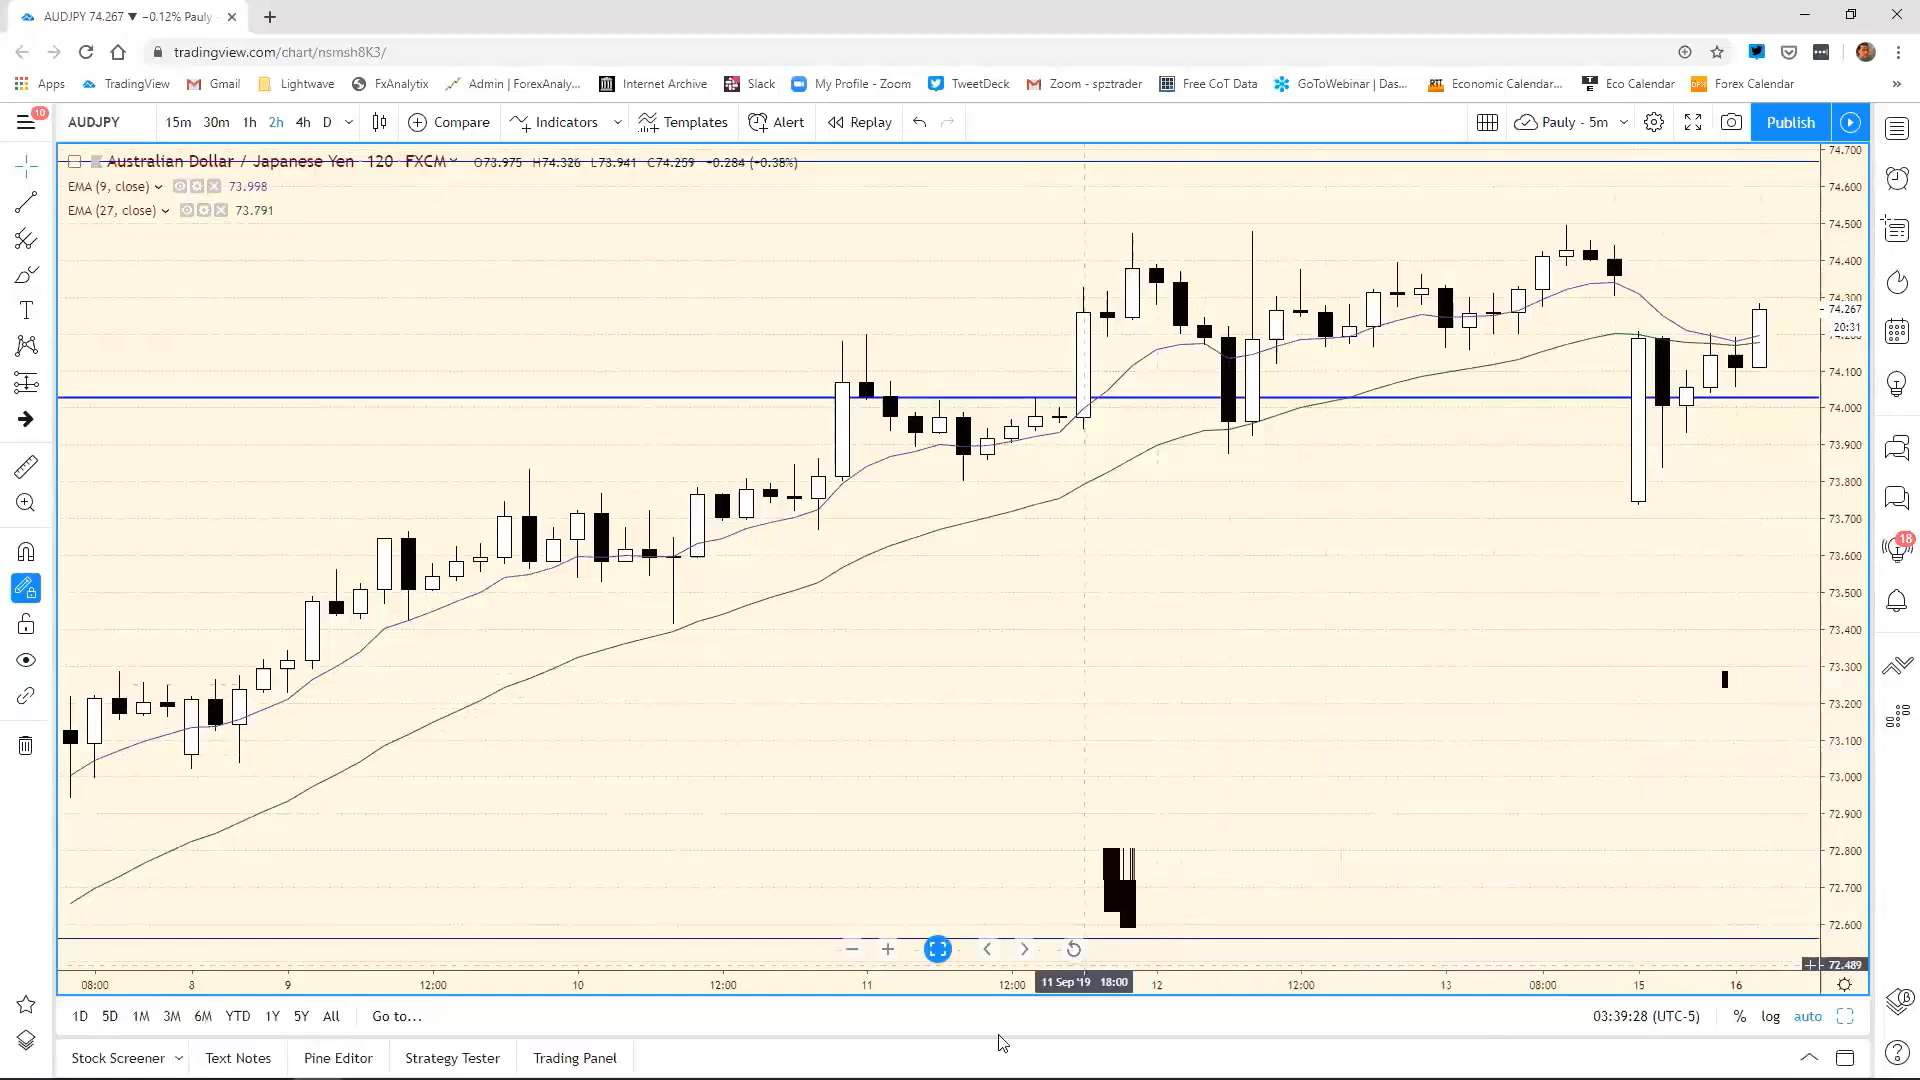 AUDJPY 74.267 ▼ −0.12% Pauly
tradingview.com/chart/nsmsh8K3/
Apps TradingView Gmail Lightwave FxAnalytix Admin | ForexAnaly... Internet Archive Slack My Profile - Zoom TweetDeck Zoom - spztrader Free CoT Data GoToWebinar | Das... Economic Calendar... Eco Calendar Forex Calendar »
10
AUDJPY 15m 30m 1h 2h 4h D Compare Indicators Templates Alert Replay Pauly - 5m Publish
Australian Dollar / Japanese Yen 120 FXCM O73.975 H74.326 L73.941 C74.259 +0.284 (+0.38%)
EMA (9, close) 73.998
EMA (27, close) 73.791
74.700
74.600
74.500
74.400
74.300
74.267
20:31
74.200
74.100
74.000
73.900
73.800
73.700
73.600
73.500
73.400
73.300
73.200
73.100
73.000
72.900
72.800
72.700
72.600
72.489
18
08:00 8 9 12:00 10 12:00 11 12:00 11 Sep '19 18:00 12 12:00 13 08:00 15 16
1D 5D 1M 3M 6M YTD 1Y 5Y All Go to... 03:39:28 (UTC-5) % log auto
Stock Screener Text Notes Pine Editor Strategy Tester Trading Panel